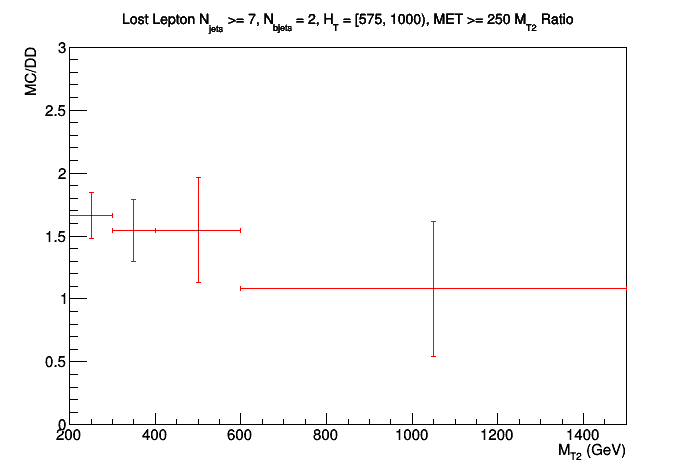 Lost Lepton N_jets >= 7, N_bjets = 2, H_T = [575, 1000), MET >= 250 M_T2 Ratio
MC/DD
3
2.5
2
1.5
1
0.5
0
200 400 600 800 1000 1200 1400
M_T2 (GeV)